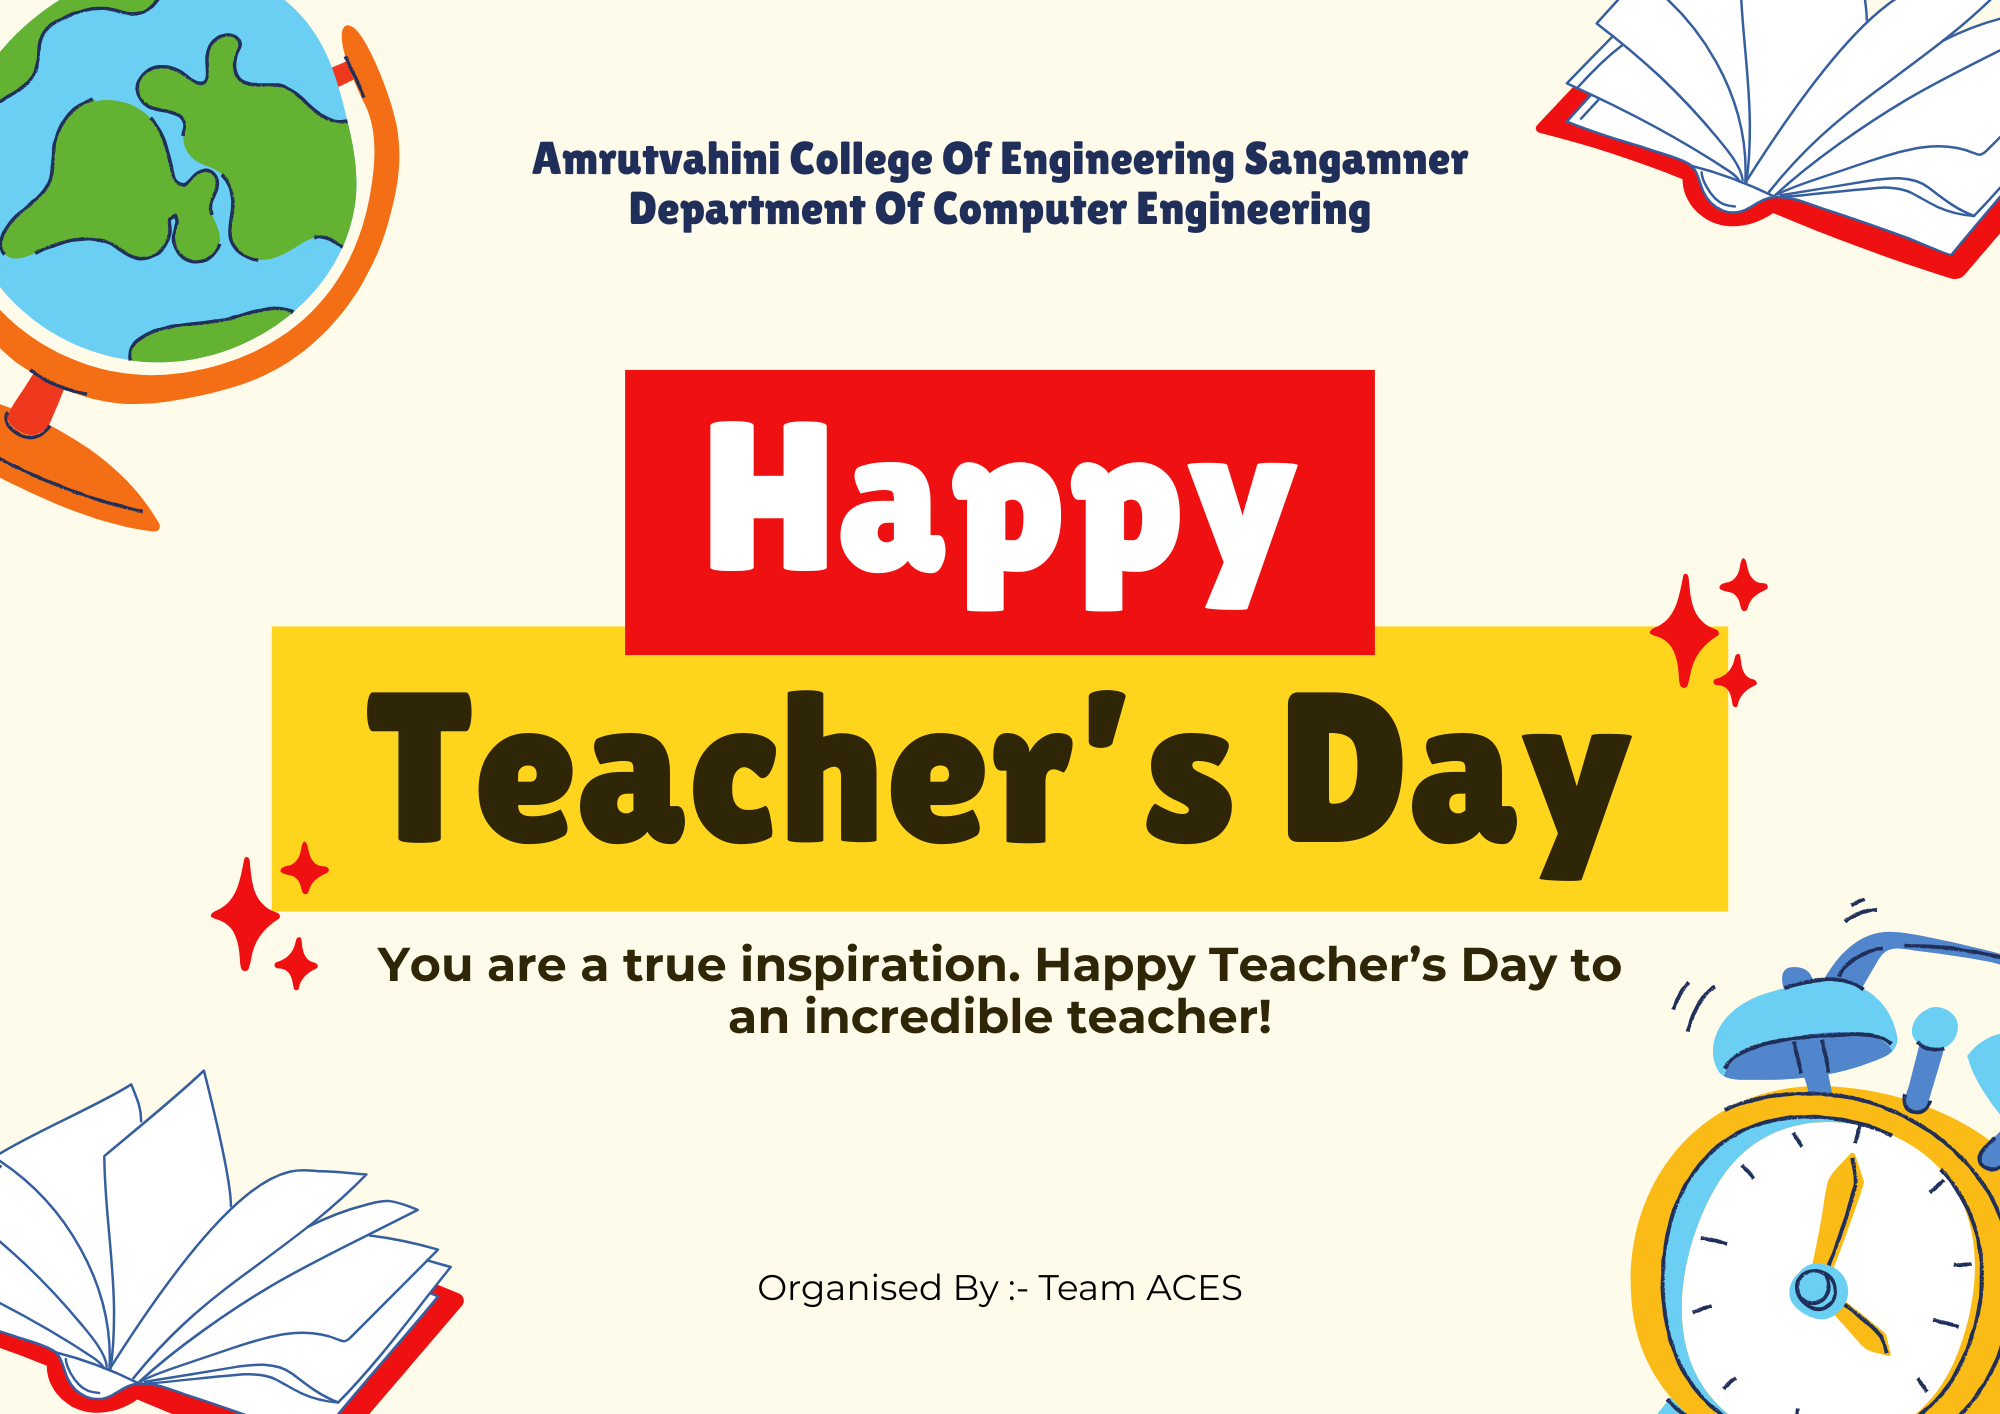 Amrutvahini College Of Engineering Sangamner
Department Of Computer Engineering
Happy
Teacher's Day
You are a true inspiration. Happy Teacher’s Day to
an incredible teacher!
Organised By :- Team ACES